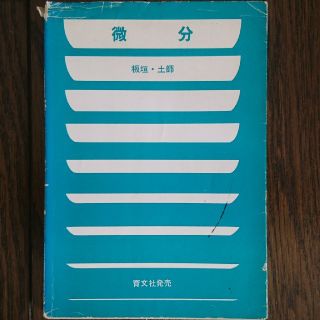 微 分
板垣・土師
育文社発売